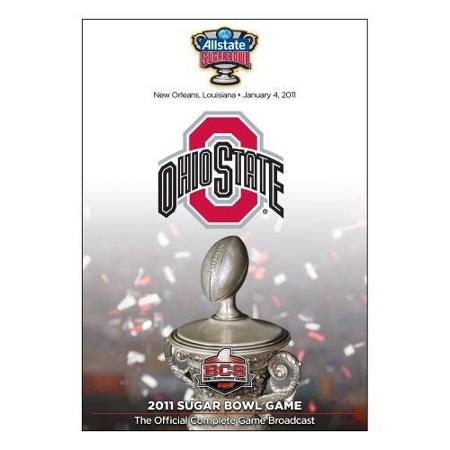 Allstate
SUGAR BOWL
New Orleans, Louisiana • January 4, 2011
OHIO STATE
®
BCS
2011 SUGAR BOWL GAME
The Official Complete Game Broadcast